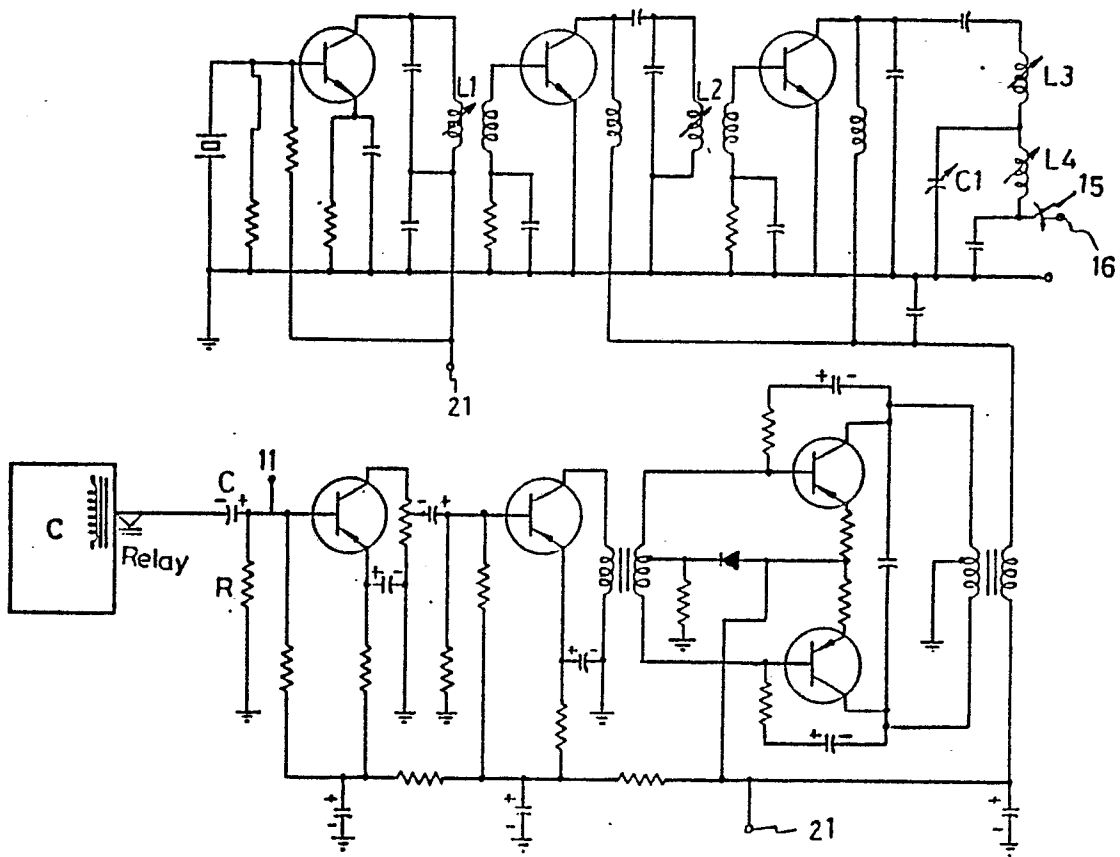 L1
L2
L3
L4
C1
15
16
21
11
C
C
Relay
R
+ -
+ -
- +
- +
+ -
+ -
+ -
+
-
+
-
+
-
21